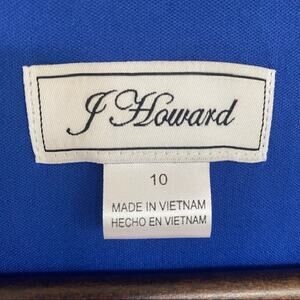 J Howard
10
MADE IN VIETNAM
HECHO EN VIETNAM